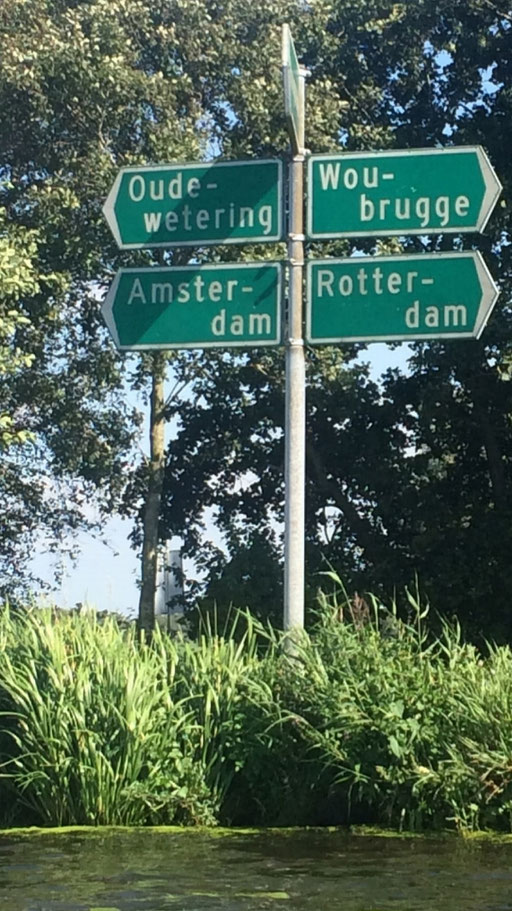 Oude-
wetering
Wou-
brugge
Amster-
dam
Rotter-
dam